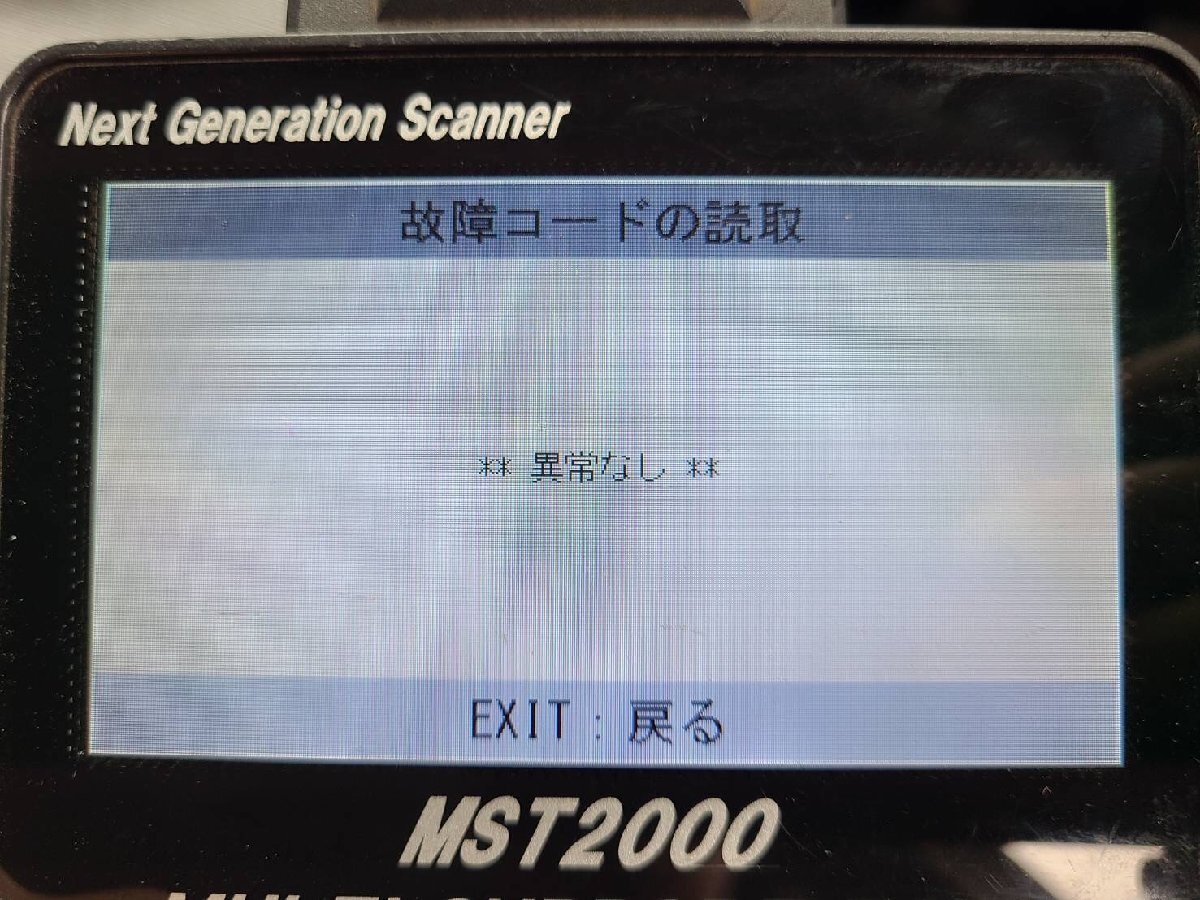 Next Generation Scanner
故障コードの読取
** 異常なし **
EXIT : 戻る
MST2000